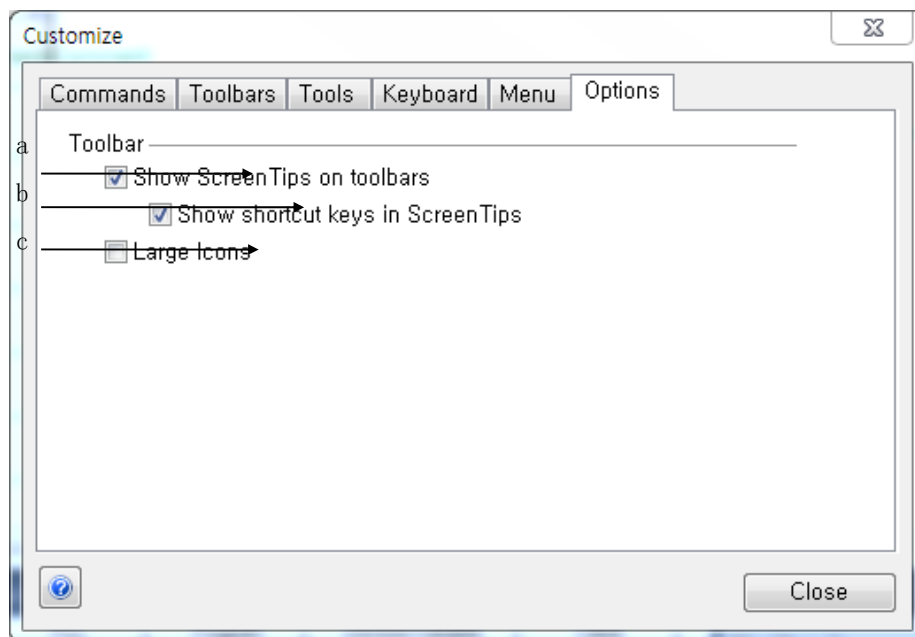 Customize
Commands Toolbars Tools Keyboard Menu Options
Toolbar
a
Show ScreenTips on toolbars
b
Show shortcut keys in ScreenTips
c
Large Icons
Close